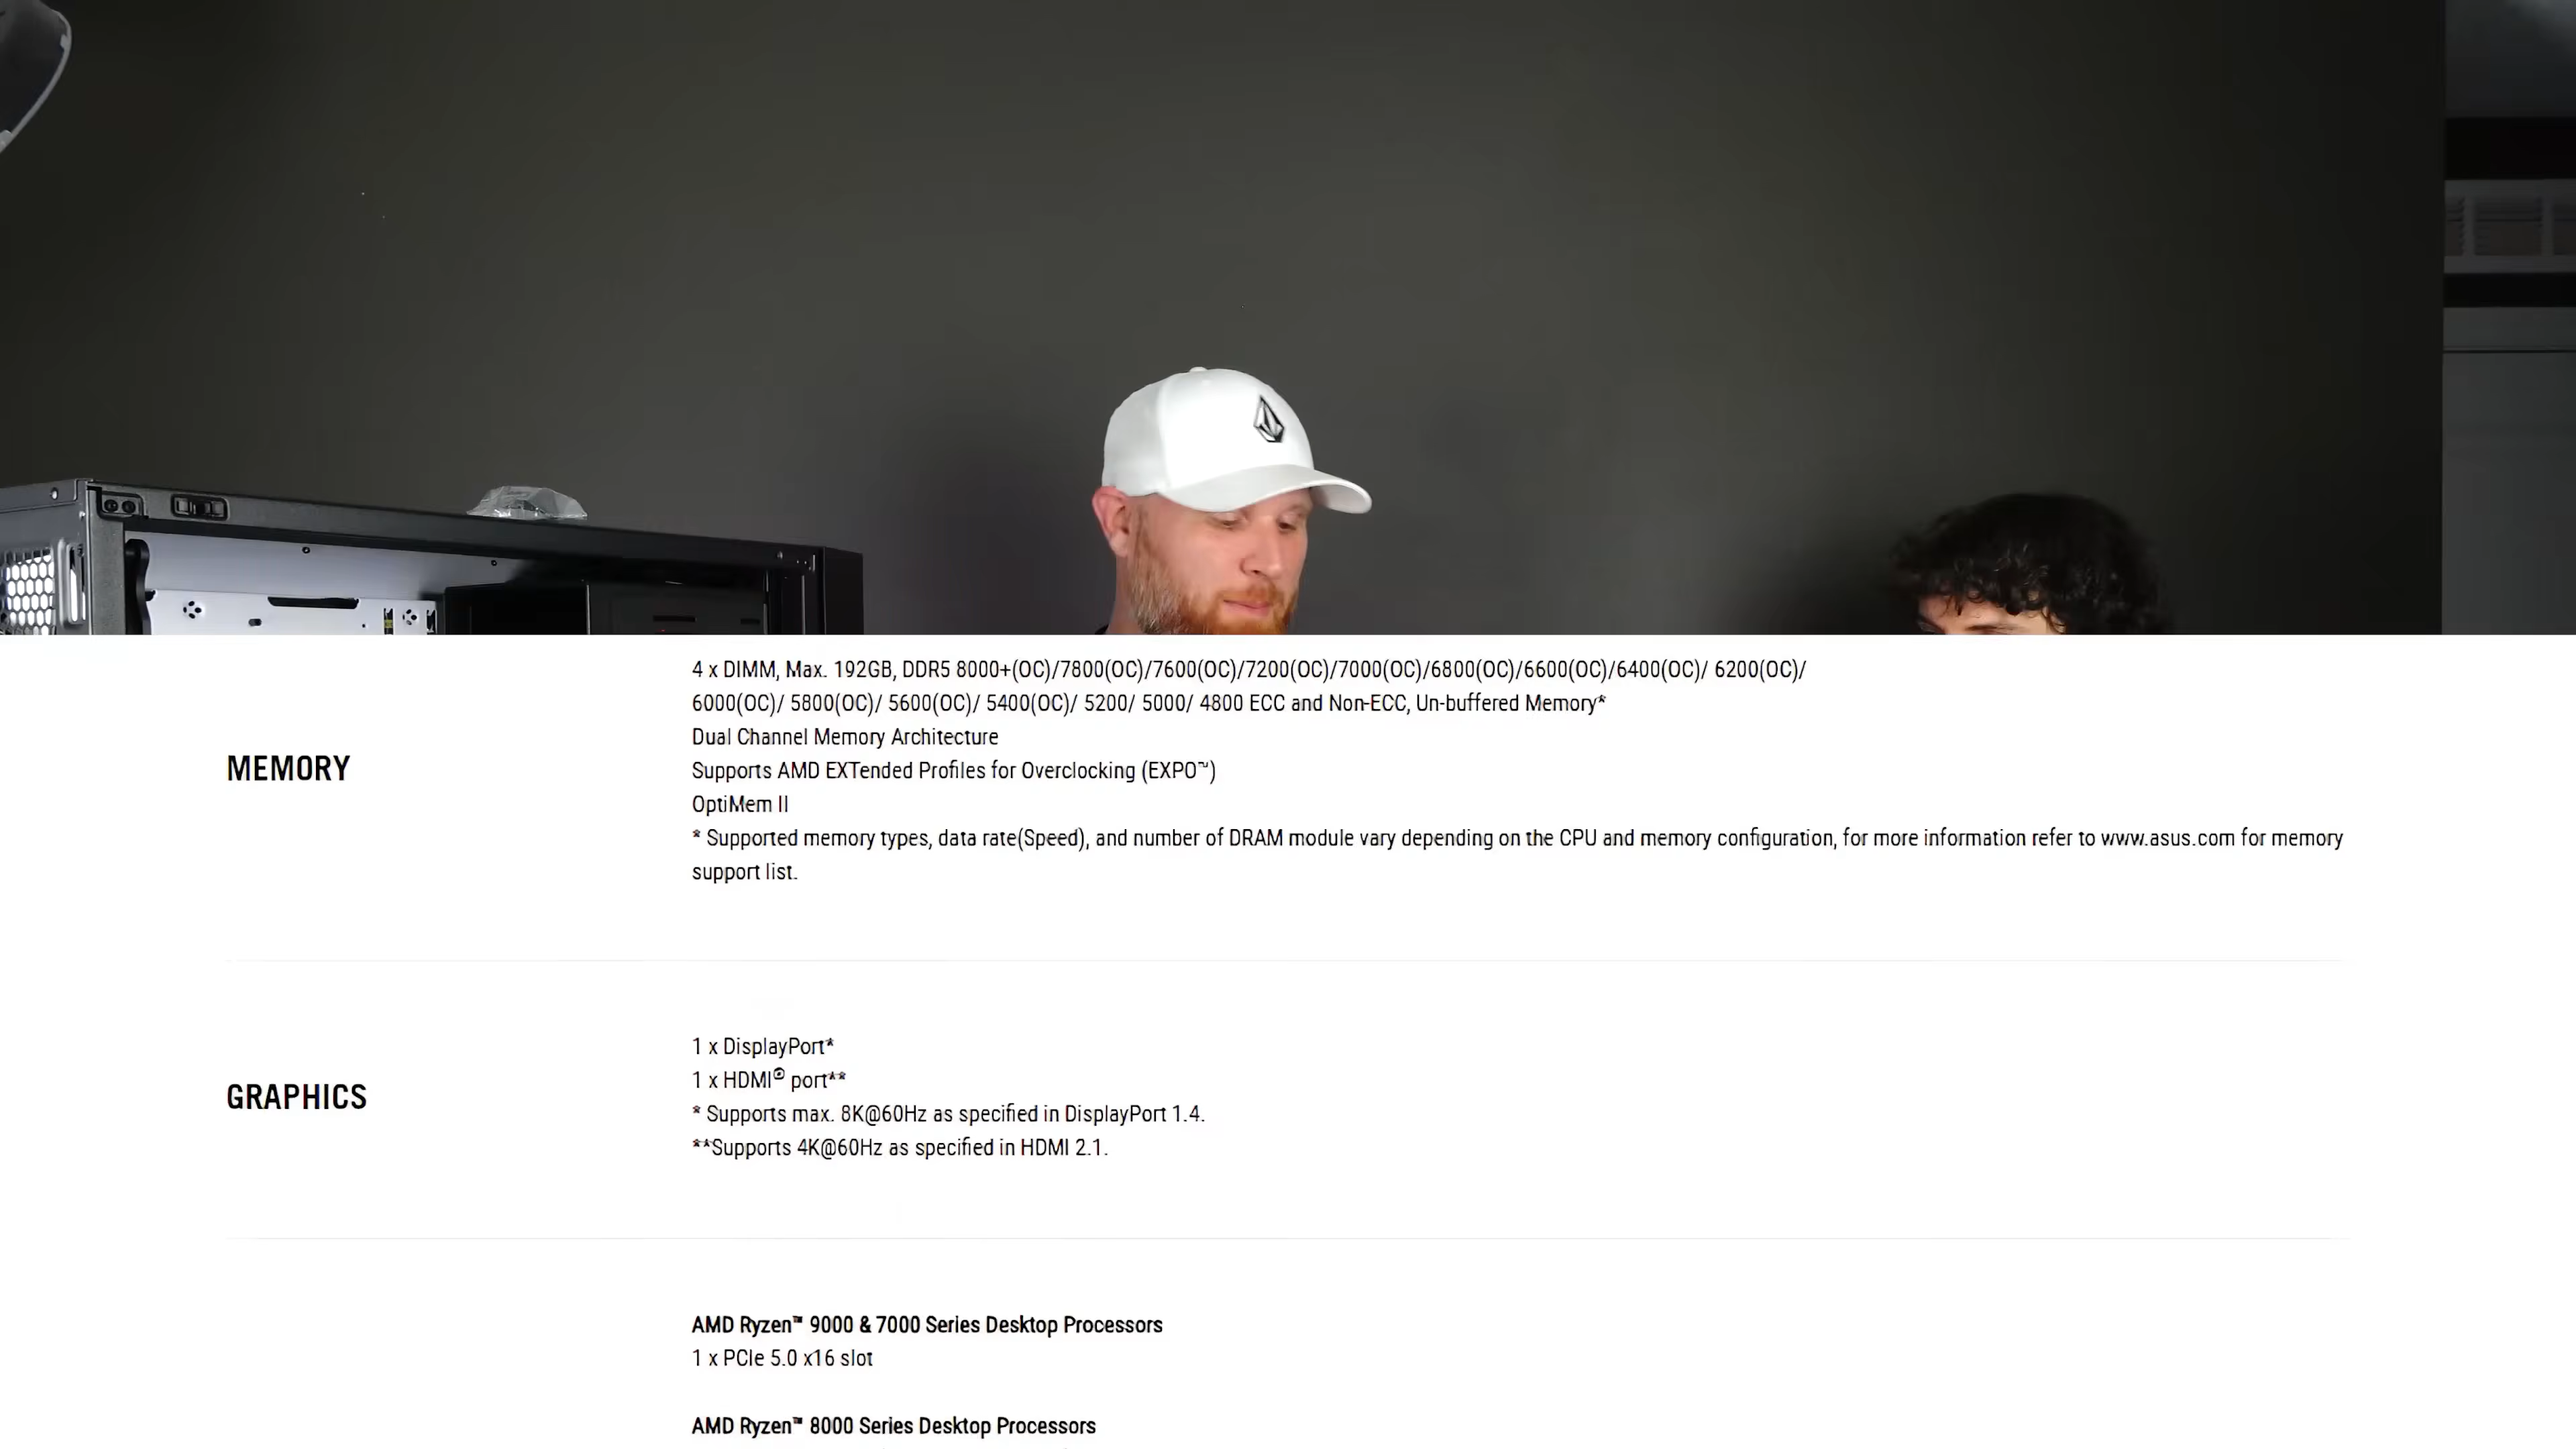 4 x DIMM, Max. 192GB, DDR5 8000+(OC)/7800(OC)/7600(OC)/7200(OC)/7000(OC)/6800(OC)/6600(OC)/6400(OC)/ 6200(OC)/
6000(OC)/ 5800(OC)/ 5600(OC)/ 5400(OC)/ 5200/ 5000/ 4800 ECC and Non-ECC, Un-buffered Memory*
Dual Channel Memory Architecture
MEMORY
Supports AMD EXTended Profiles for Overclocking (EXPO™)
OptiMem II
* Supported memory types, data rate(Speed), and number of DRAM module vary depending on the CPU and memory configuration, for more information refer to www.asus.com for memory
support list.
1 x DisplayPort*
1 x HDMI® port**
GRAPHICS
* Supports max. 8K@60Hz as specified in DisplayPort 1.4.
**Supports 4K@60Hz as specified in HDMI 2.1.
AMD Ryzen™ 9000 & 7000 Series Desktop Processors
1 x PCIe 5.0 x16 slot
AMD Ryzen™ 8000 Series Desktop Processors